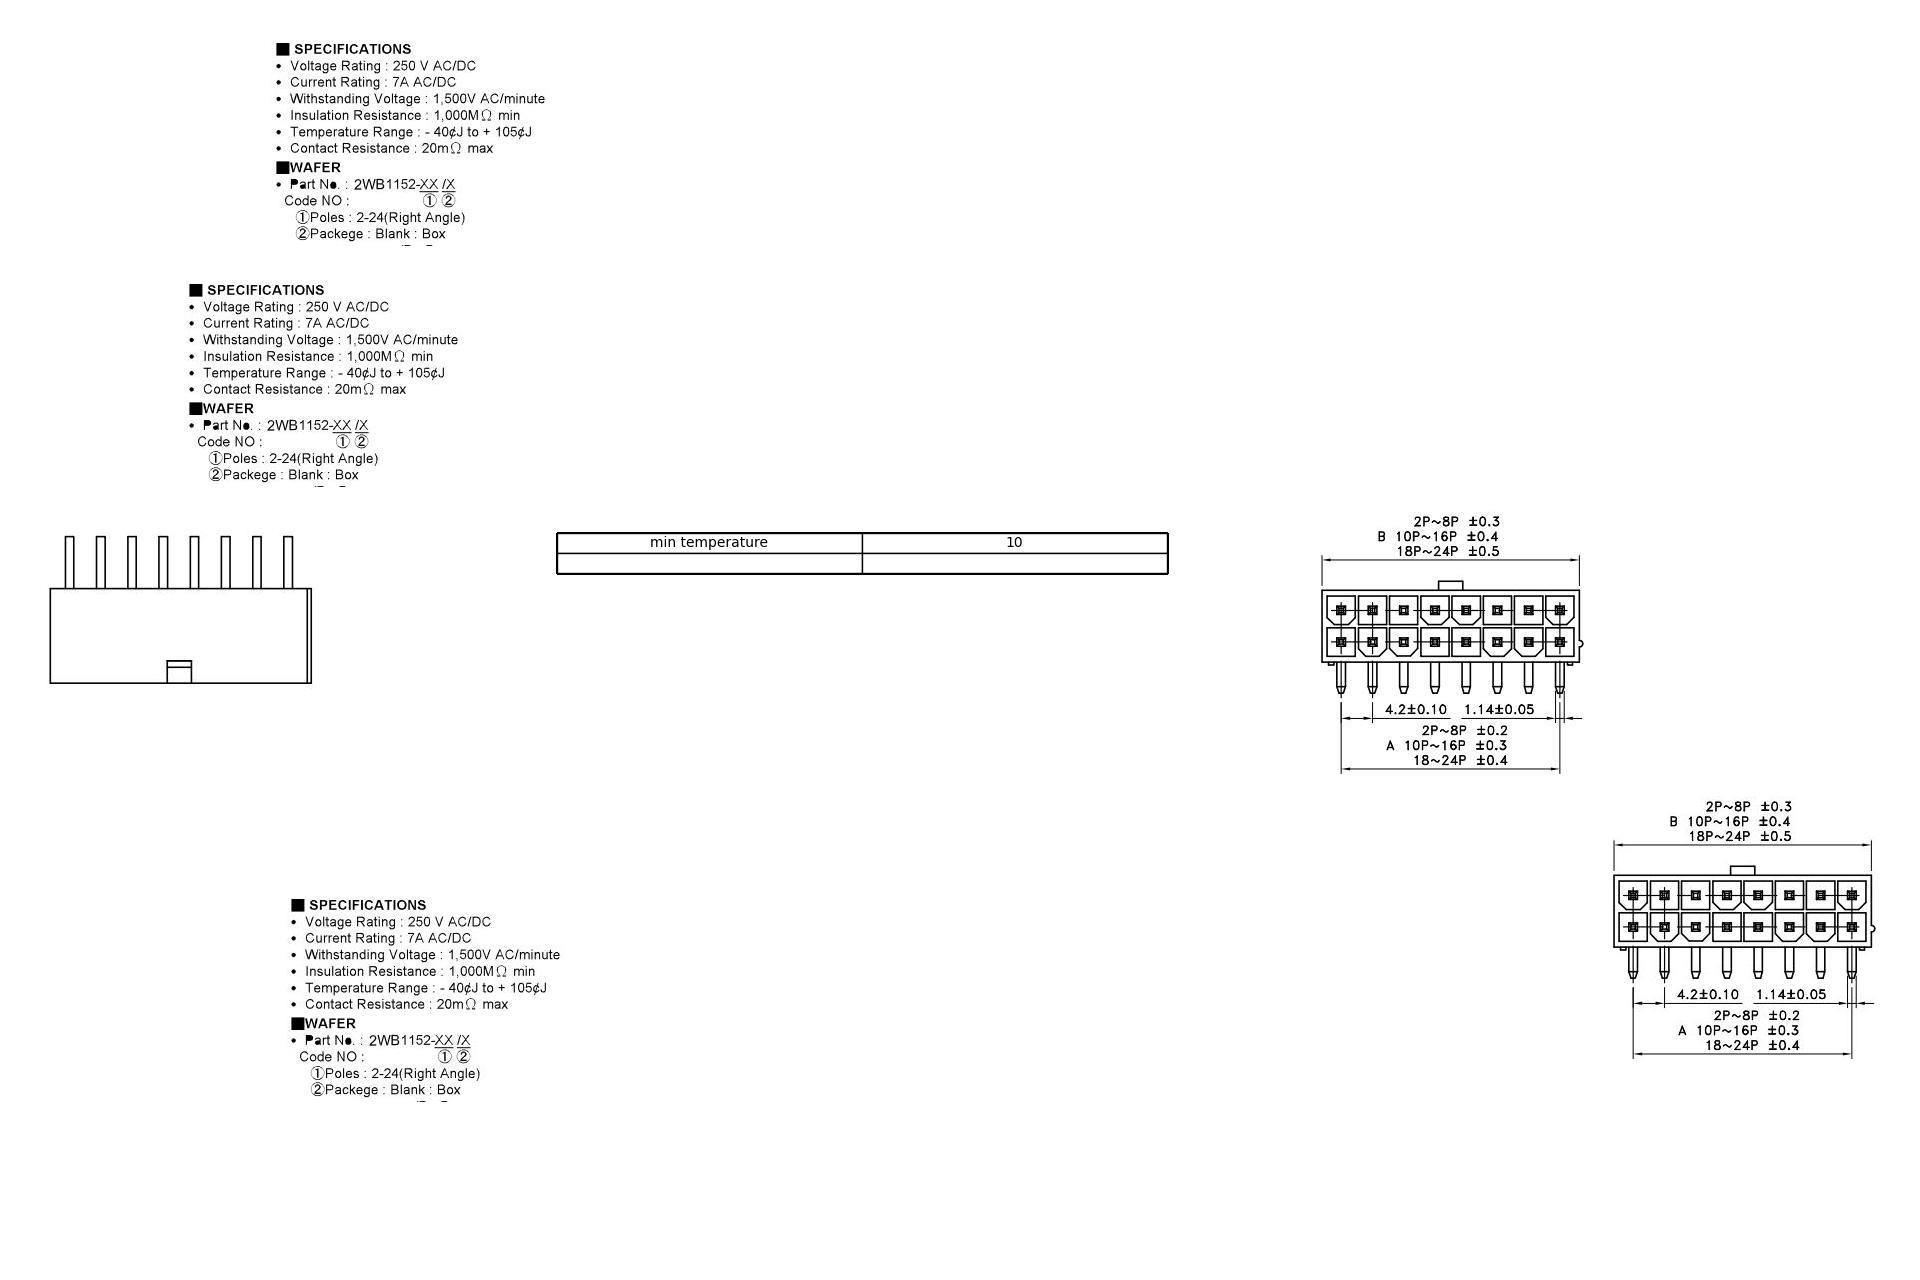 ■ SPECIFICATIONS
• Voltage Rating : 250 V AC/DC
• Current Rating : 7A AC/DC
• Withstanding Voltage : 1,500V AC/minute
• Insulation Resistance : 1,000MΩ min
• Temperature Range : - 40¢J to + 105¢J
• Contact Resistance : 20mΩ max
■WAFER
• Part No. : 2WB1152-XX /X
Code NO : ① ②
①Poles : 2-24(Right Angle)
②Packege : Blank : Box
■ SPECIFICATIONS
• Voltage Rating : 250 V AC/DC
• Current Rating : 7A AC/DC
• Withstanding Voltage : 1,500V AC/minute
• Insulation Resistance : 1,000MΩ min
• Temperature Range : - 40¢J to + 105¢J
• Contact Resistance : 20mΩ max
■WAFER
• Part No. : 2WB1152-XX /X
Code NO : ① ②
①Poles : 2-24(Right Angle)
②Packege : Blank : Box
min temperature 10
2P~8P ±0.3
B 10P~16P ±0.4
18P~24P ±0.5
4.2±0.10 1.14±0.05
2P~8P ±0.2
A 10P~16P ±0.3
18~24P ±0.4
2P~8P ±0.3
B 10P~16P ±0.4
18P~24P ±0.5
4.2±0.10 1.14±0.05
2P~8P ±0.2
A 10P~16P ±0.3
18~24P ±0.4
■ SPECIFICATIONS
• Voltage Rating : 250 V AC/DC
• Current Rating : 7A AC/DC
• Withstanding Voltage : 1,500V AC/minute
• Insulation Resistance : 1,000MΩ min
• Temperature Range : - 40¢J to + 105¢J
• Contact Resistance : 20mΩ max
■WAFER
• Part No. : 2WB1152-XX /X
Code NO : ① ②
①Poles : 2-24(Right Angle)
②Packege : Blank : Box